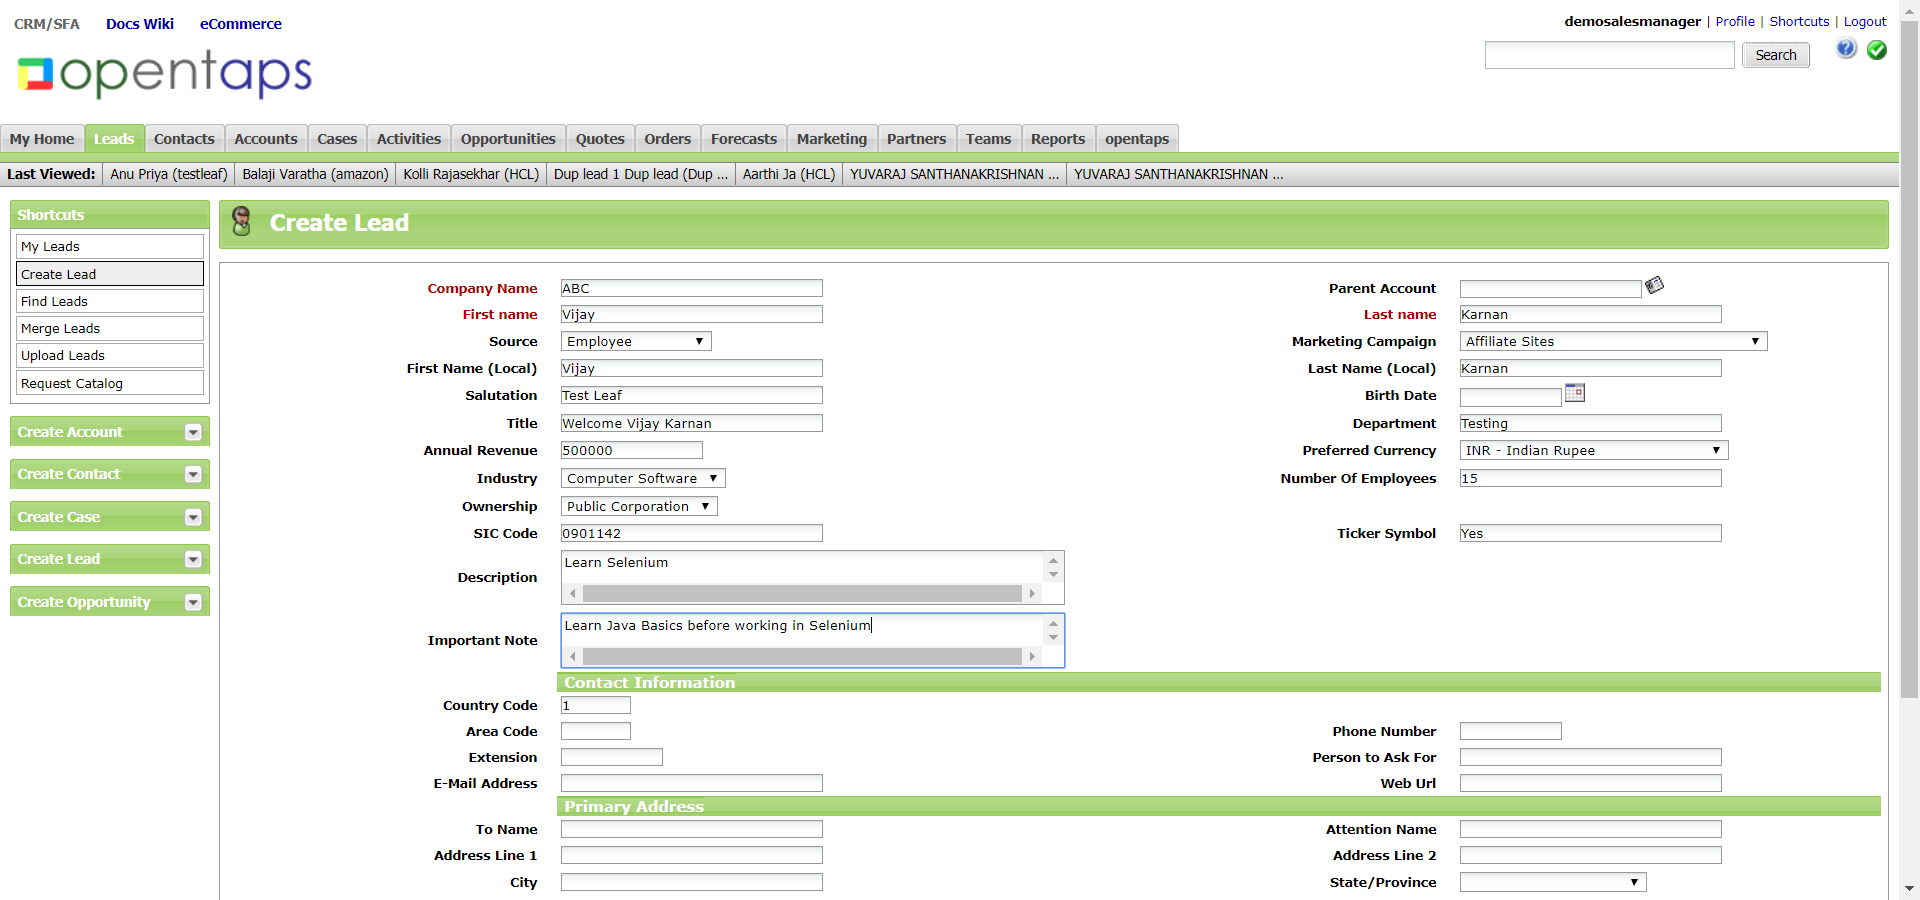 CRM/SFA Docs Wiki eCommerce
demosalesmanager | Profile | Shortcuts | Logout
opentaps
Search
My Home Leads Contacts Accounts Cases Activities Opportunities Quotes Orders Forecasts Marketing Partners Teams Reports opentaps
Last Viewed: Anu Priya (testleaf) Balaji Varatha (amazon) Kolli Rajasekhar (HCL) Dup lead 1 Dup lead (Dup ... Aarthi Ja (HCL) YUVARAJ SANTHANAKRISHNAN ... YUVARAJ SANTHANAKRISHNAN ...
Shortcuts
My Leads
Create Lead
Find Leads
Merge Leads
Upload Leads
Request Catalog
Create Account
Create Contact
Create Case
Create Lead
Create Opportunity
Create Lead
Company Name ABC Parent Account
First name Vijay Last name Karnan
Source Employee Marketing Campaign Affiliate Sites
First Name (Local) Vijay Last Name (Local) Karnan
Salutation Test Leaf Birth Date
Title Welcome Vijay Karnan Department Testing
Annual Revenue 500000 Preferred Currency INR - Indian Rupee
Industry Computer Software Number Of Employees 15
Ownership Public Corporation
SIC Code 0901142 Ticker Symbol Yes
Description Learn Selenium
Important Note Learn Java Basics before working in Selenium
Contact Information
Country Code 1
Area Code Phone Number
Extension Person to Ask For
E-Mail Address Web Url
Primary Address
To Name Attention Name
Address Line 1 Address Line 2
City State/Province